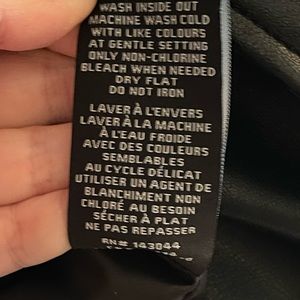 WASH INSIDE OUT
MACHINE WASH COLD
WITH LIKE COLOURS
AT GENTLE SETTING
ONLY NON-CHLORINE
BLEACH WHEN NEEDED
DRY FLAT
DO NOT IRON
LAVER À L'ENVERS
LAVER À LA MACHINE
À L'EAU FROIDE
AVEC DES COULEURS
SEMBLABLES
AU CYCLE DÉLICAT
UTILISER UN AGENT DE
BLANCHIMENT NON
CHLORÉ AU BESOIN
SÉCHER À PLAT
NE PAS REPASSER
RN# 143044